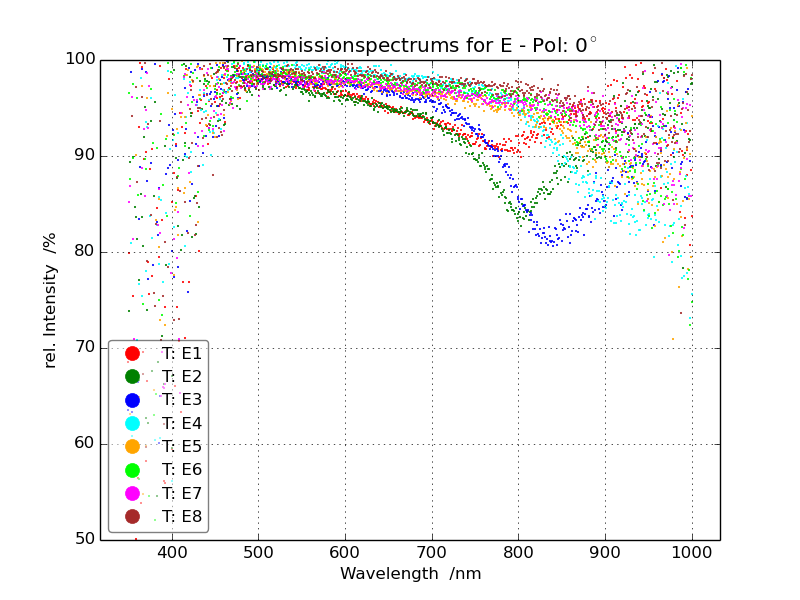 Transmissionspectrums for E - Pol: 0°
100
90
80
70
60
50
rel. Intensity /%
T: E1
T: E2
T: E3
T: E4
T: E5
T: E6
T: E7
T: E8
400 500 600 700 800 900 1000
Wavelength /nm